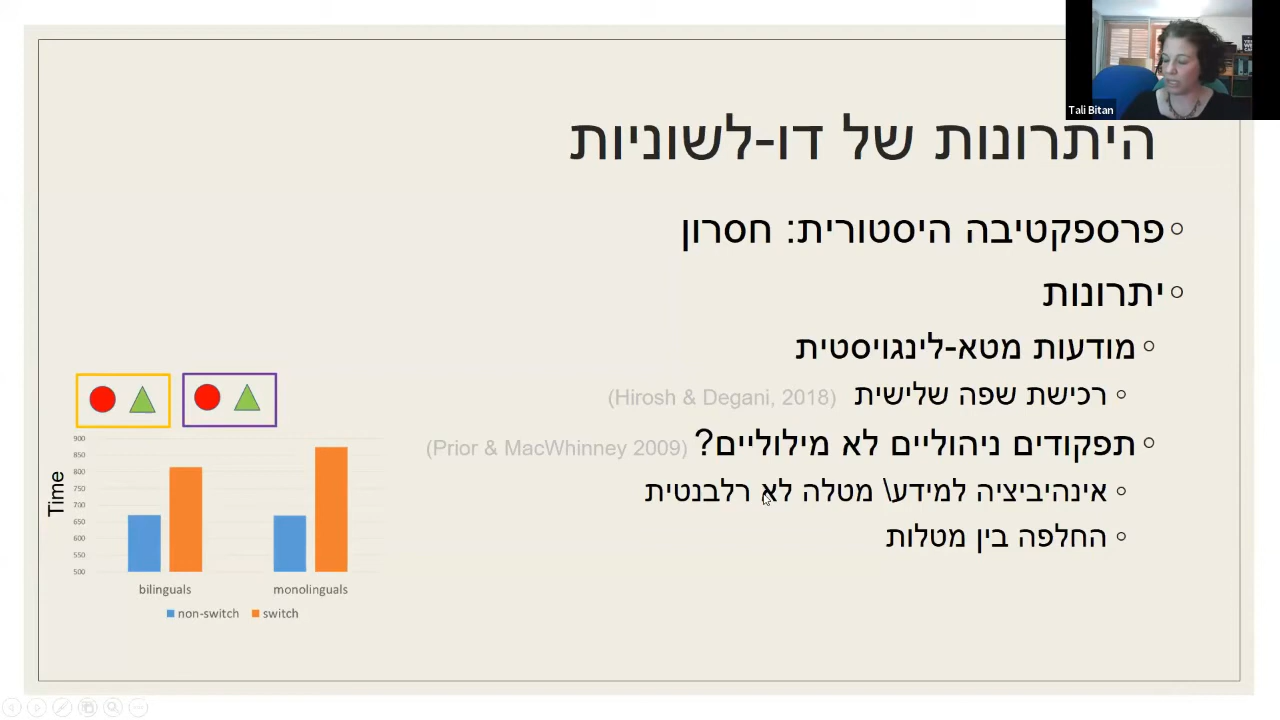 Tali Bitan
היתרונות של דו-לשוניות
פרספקטיבה היסטורית: חסרון
יתרונות
מודעות מטא-לינגויסטית
רכישת שפה שלישית (Hirosh & Degani, 2018)
תפקודים ניהוליים לא מילוליים? (Prior & MacWhinney 2009)
אינהיביציה למידע\ מטלה לא רלבנטית
החלפה בין מטלות
Time
900
850
800
750
700
650
600
550
500
bilinguals monolinguals
non-switch switch